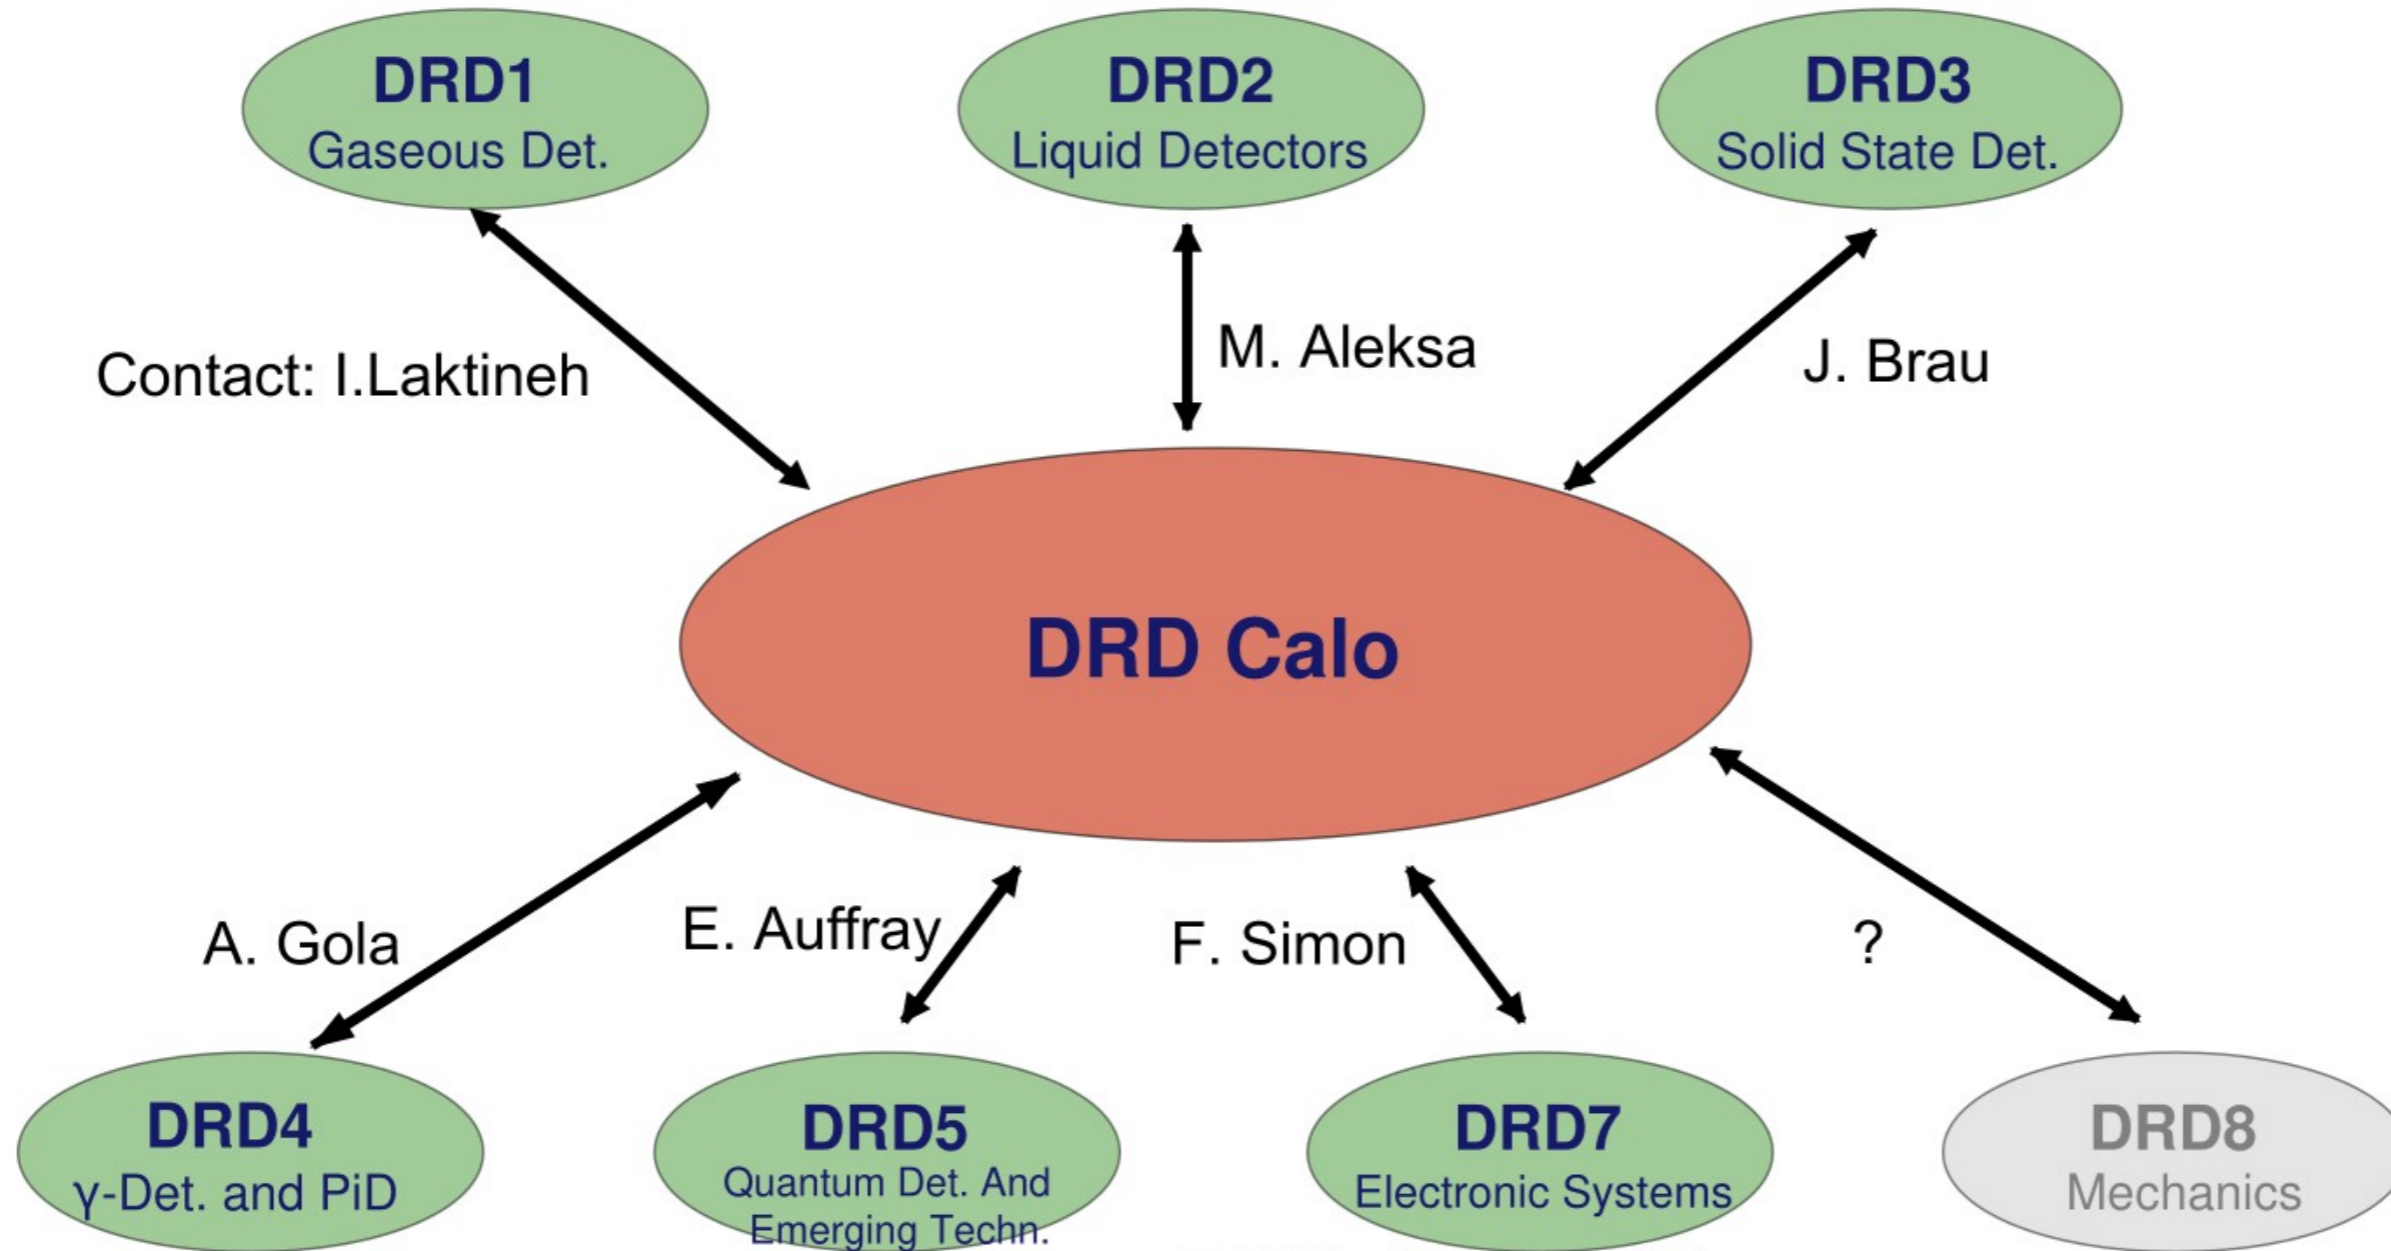 DRD1
Gaseous Det.
DRD2
Liquid Detectors
DRD3
Solid State Det.
Contact: I.Laktineh
M. Aleksa
J. Brau
DRD Calo
A. Gola
E. Auffray
F. Simon
?
DRD4
γ-Det. and PiD
DRD5
Quantum Det. And
Emerging Techn.
DRD7
Electronic Systems
DRD8
Mechanics